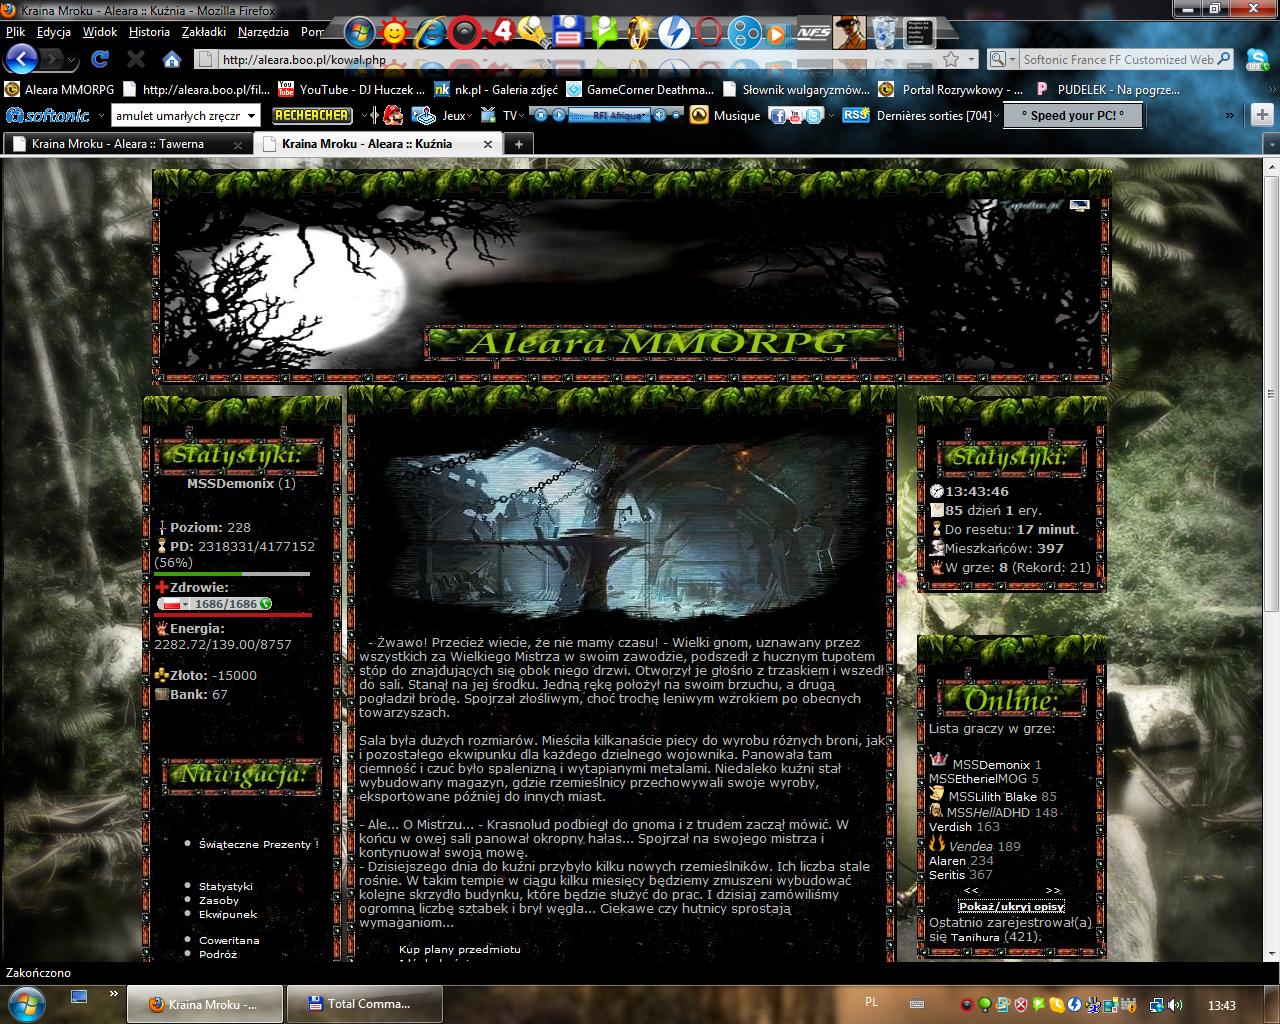 Kraina Mroku - Aleara :: Kuźnia - Mozilla Firefox
Plik Edycja Widok Historia Zakładki Narzędzia Pom
4 NFS
http://aleara.boo.pl/kowal.php
Softonic France FF Customized Web
Aleara MMORPG http://aleara.boo.pl/fil... YouTube - DJ Huczek ... nk.pl - Galeria zdjęć GameCorner Deathma... Słownik wulgaryzmów... Portal Rozrywkowy - ... PUDELEK - Na pogrze...
softonic amulet umarłych zręczr RECHERCHER Jeux TV RFI Afrique Musique RSS Dernières sorties [704] ° Speed your PC! °
Kraina Mroku - Aleara :: Tawerna
Kraina Mroku - Aleara :: Kuźnia
Tapetus.pl
Aleara MMORPG
Statystyki:
MSSDemonix (1)
Poziom: 228
PD: 2318331/4177152
(56%)
Zdrowie:
1686/1686
Energia:
2282.72/139.00/8757
Złoto: -15000
Bank: 67
Nawigacja:
Świąteczne Prezenty !
Statystyki
Zasoby
Ekwipunek
Coweritana
Podróż
- Żwawo! Przecież wiecie, że nie mamy czasu! - Wielki gnom, uznawany przez
wszystkich za Wielkiego Mistrza w swoim zawodzie, podszedł z hucznym tupotem
stóp do znajdujących się obok niego drzwi. Otworzył je głośno z trzaskiem i wszedł
do sali. Stanął na jej środku. Jedną rękę położył na swoim brzuchu, a drugą
pogładził brodę. Spojrzał złośliwym, choć trochę leniwym wzrokiem po obecnych
towarzyszach.
Sala była dużych rozmiarów. Mieściła kilkanaście piecy do wyrobu różnych broni, jak
i pozostałego ekwipunku dla każdego dzielnego wojownika. Panowała tam
ciemność i czuć było spalenizną i wytapianymi metalami. Niedaleko kuźni stał
wybudowany magazyn, gdzie rzemieślnicy przechowywali swoje wyroby,
eksportowane później do innych miast.
- Ale... O Mistrzu... - Krasnolud podbiegł do gnoma i z trudem zaczął mówić. W
końcu w owej sali panował okropny hałas... Spojrzał na swojego mistrza i
kontynuował swoją mowę.
- Dzisiejszego dnia do kuźni przybyło kilku nowych rzemieślników. Ich liczba stale
rośnie. W takim tempie w ciągu kilku miesięcy będziemy zmuszeni wybudować
kolejne skrzydło budynku, które będzie służyć do prac. I dzisiaj zamówiliśmy
ogromną liczbę sztabek i brył węgla... Ciekawe czy hutnicy sprostają
wymaganiom...
Kup plany przedmiotu
Statystyki:
13:43:46
85 dzień 1 ery.
Do resetu: 17 minut.
Mieszkańców: 397
W grze: 8 (Rekord: 21)
Online:
Lista graczy w grze:
MSSDemonix 1
MSSEtherielMOG 5
MSSLilith Blake 85
MSSHellADHD 148
Verdish 163
Vendea 189
Alaren 234
Seritis 367
<< >>
Pokaż/ukryj opisy
Ostatnio zarejestrował(a)
się Tanihura (421).
Zakończono
Kraina Mroku -...
Total Comma...
PL
13:43